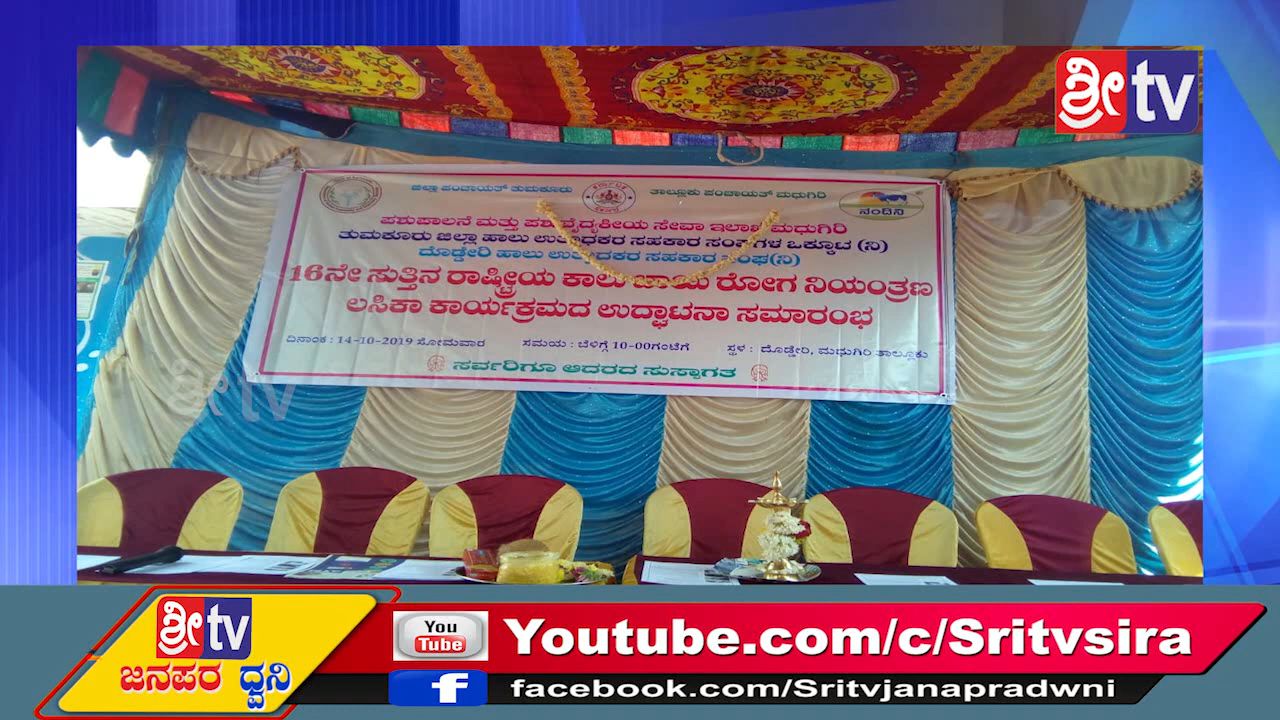 ಶ್ರೀtv
ಜಿಲ್ಲಾ ಪಂಚಾಯತ್ ತುಮಕೂರು ತಾಲ್ಲೂಕು ಪಂಚಾಯತ್ ಮಧುಗಿರಿ
ನಂದಿನಿ
ಪಶುಪಾಲನೆ ಮತ್ತು ಪಶುವೈದ್ಯಕೀಯ ಸೇವಾ ಇಲಾಖೆ ಮಧುಗಿರಿ
ತುಮಕೂರು ಜಿಲ್ಲಾ ಹಾಲು ಉತ್ಪಾದಕರ ಸಹಕಾರ ಸಂಘಗಳ ಒಕ್ಕೂಟ (ನಿ)
ದೊಡ್ಡೇರಿ ಹಾಲು ಉತ್ಪಾದಕರ ಸಹಕಾರ ಸಂಘ(ನಿ)
16ನೇ ಸುತ್ತಿನ ರಾಷ್ಟ್ರೀಯ ಕಾಲು ಬಾಯಿ ರೋಗ ನಿಯಂತ್ರಣ
ಲಸಿಕಾ ಕಾರ್ಯಕ್ರಮದ ಉದ್ಘಾಟನಾ ಸಮಾರಂಭ
ದಿನಾಂಕ : 14-10-2019 ಸೋಮವಾರ ಸಮಯ : ಬೆಳಿಗ್ಗೆ 10-00ಗಂಟೆಗೆ ಸ್ಥಳ : ದೊಡ್ಡೇರಿ, ಮಧುಗಿರಿ ತಾಲ್ಲೂಕು
ಸರ್ವರಿಗೂ ಆದರದ ಸುಸ್ವಾಗತ
ಶ್ರೀtv
ಶ್ರೀtv
ಜನಪರ ಧ್ವನಿ
You
Tube
Youtube.com/c/Sritvsira
f
facebook.com/Sritvjanapradwni